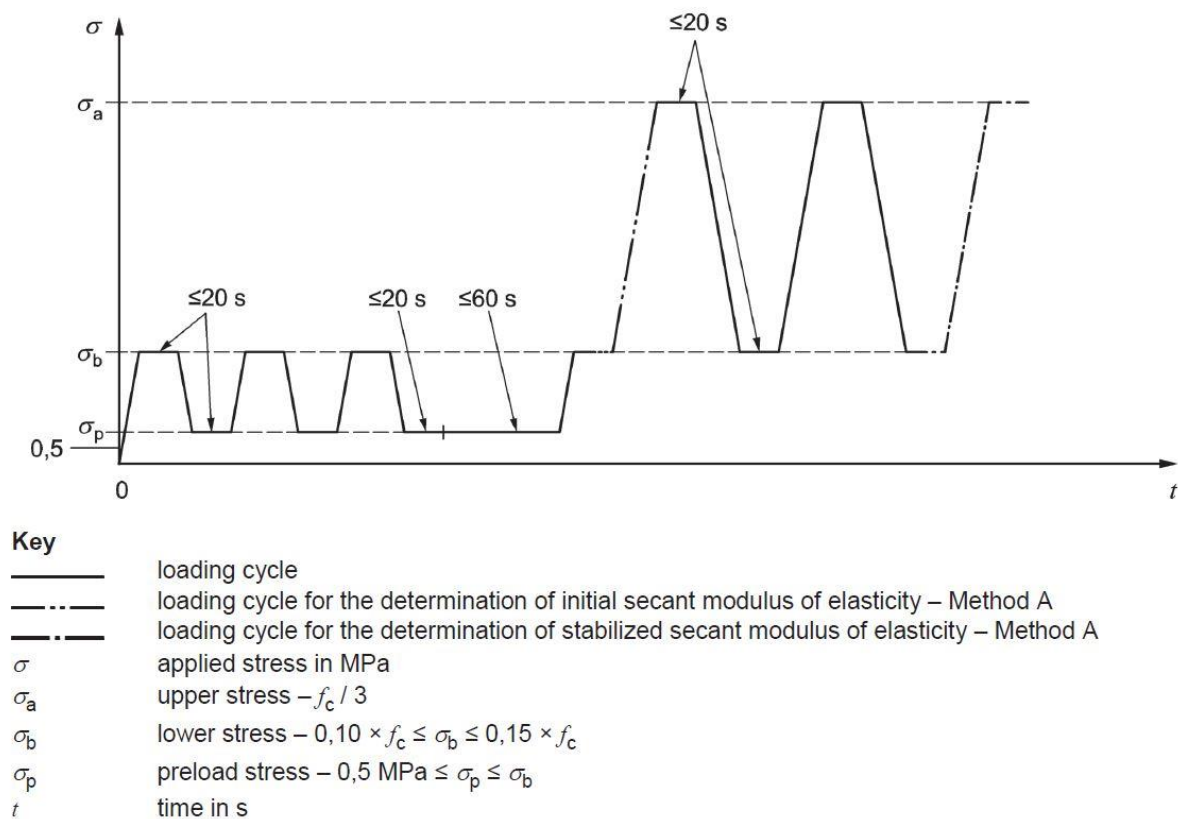 σ
≤20 s
σa
≤20 s
≤20 s
≤60 s
σb
σp
0,5
0
t
Key
loading cycle
loading cycle for the determination of initial secant modulus of elasticity – Method A
loading cycle for the determination of stabilized secant modulus of elasticity – Method A
σ applied stress in MPa
σa upper stress – fc / 3
σb lower stress – 0,10 × fc ≤ σb ≤ 0,15 × fc
σp preload stress – 0,5 MPa ≤ σp ≤ σb
t time in s